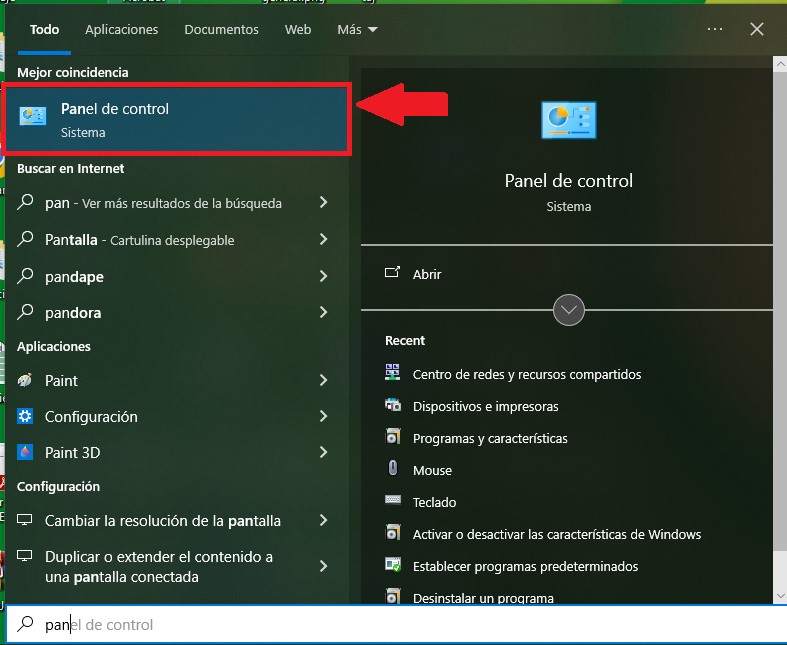 Todo Aplicaciones Documentos Web Más
Mejor coincidencia
Panel de control
Sistema
Buscar en Internet
pan - Ver más resultados de la búsqueda
Pantalla - Cartulina desplegable
pandape
pandora
Aplicaciones
Paint
Configuración
Paint 3D
Configuración
Cambiar la resolución de la pantalla
Duplicar o extender el contenido a
una pantalla conectada
Panel de control
Sistema
Abrir
Recent
Centro de redes y recursos compartidos
Dispositivos e impresoras
Programas y características
Mouse
Teclado
Activar o desactivar las características de Windows
Establecer programas predeterminados
Desinstalar un programa
panel de control